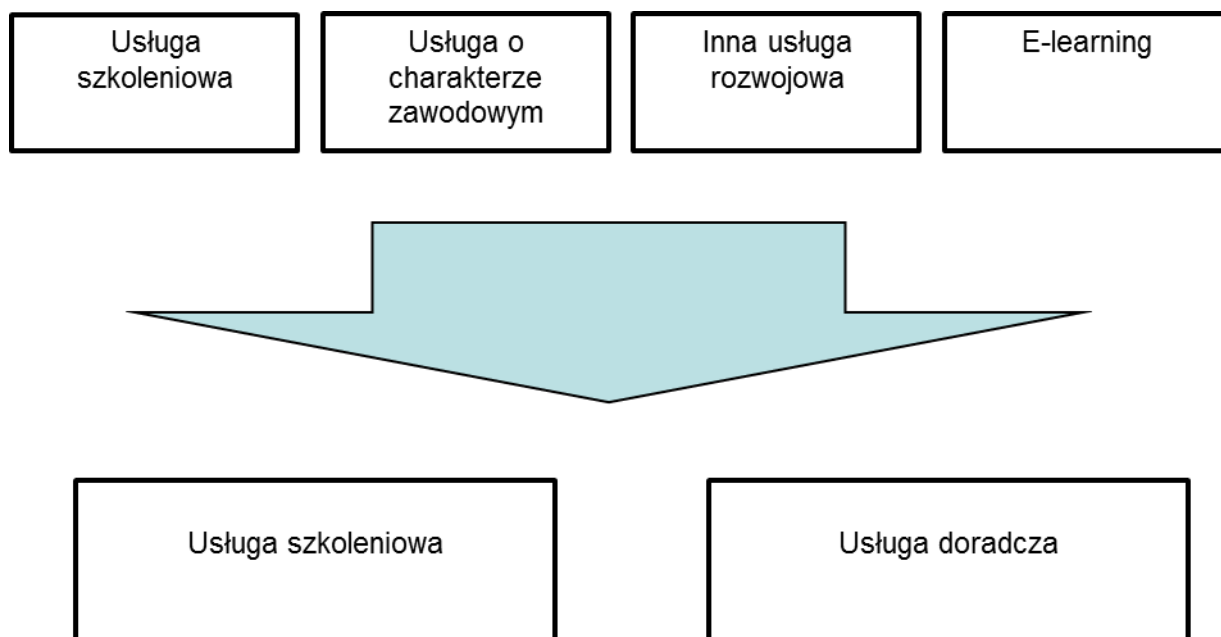 Usługa
szkoleniowa
Usługa o
charakterze
zawodowym
Inna usługa
rozwojowa
E-learning
Usługa szkoleniowa
Usługa doradcza